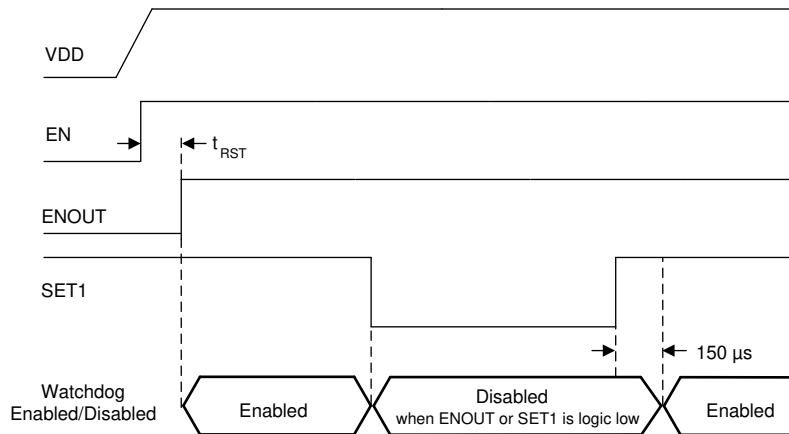 VDD
EN
t RST
ENOUT
SET1
150 µs
Watchdog
Enabled/Disabled
Enabled
Disabled
when ENOUT or SET1 is logic low
Enabled